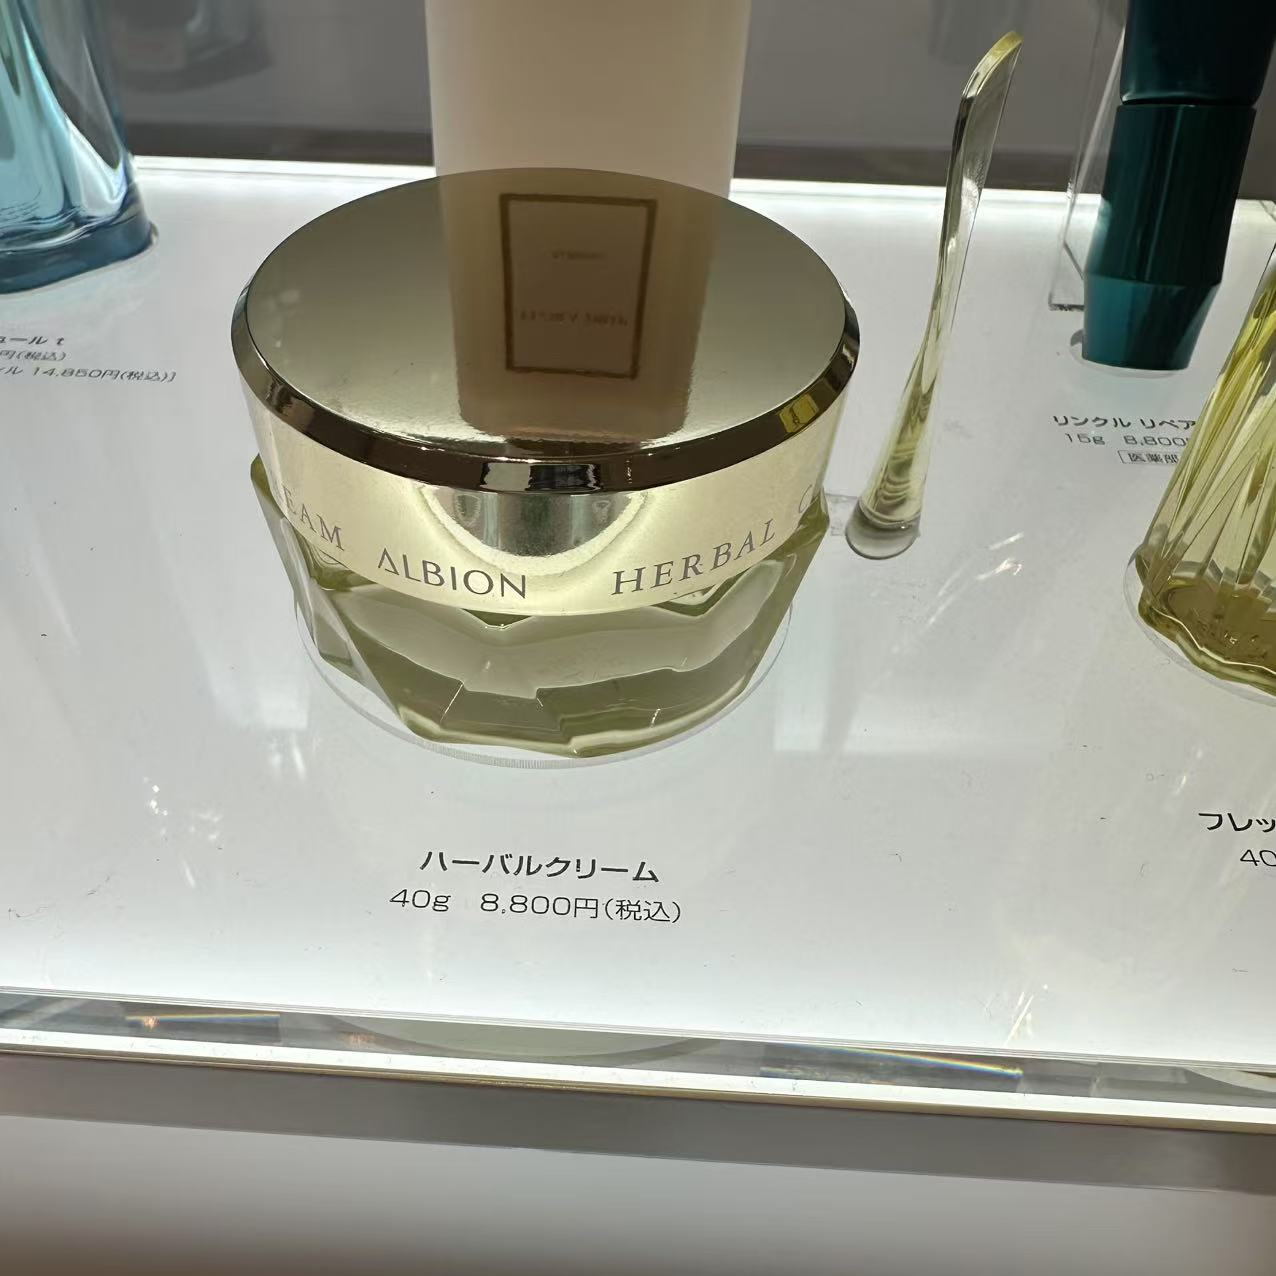 ュール t
円(税込)
ル 14,850円(税込)]
リンクル リペア
15g 8,800
医薬部
EAM ALBION HERBAL C
フレッ
40
ハーバルクリーム
40g 8,800円(税込)